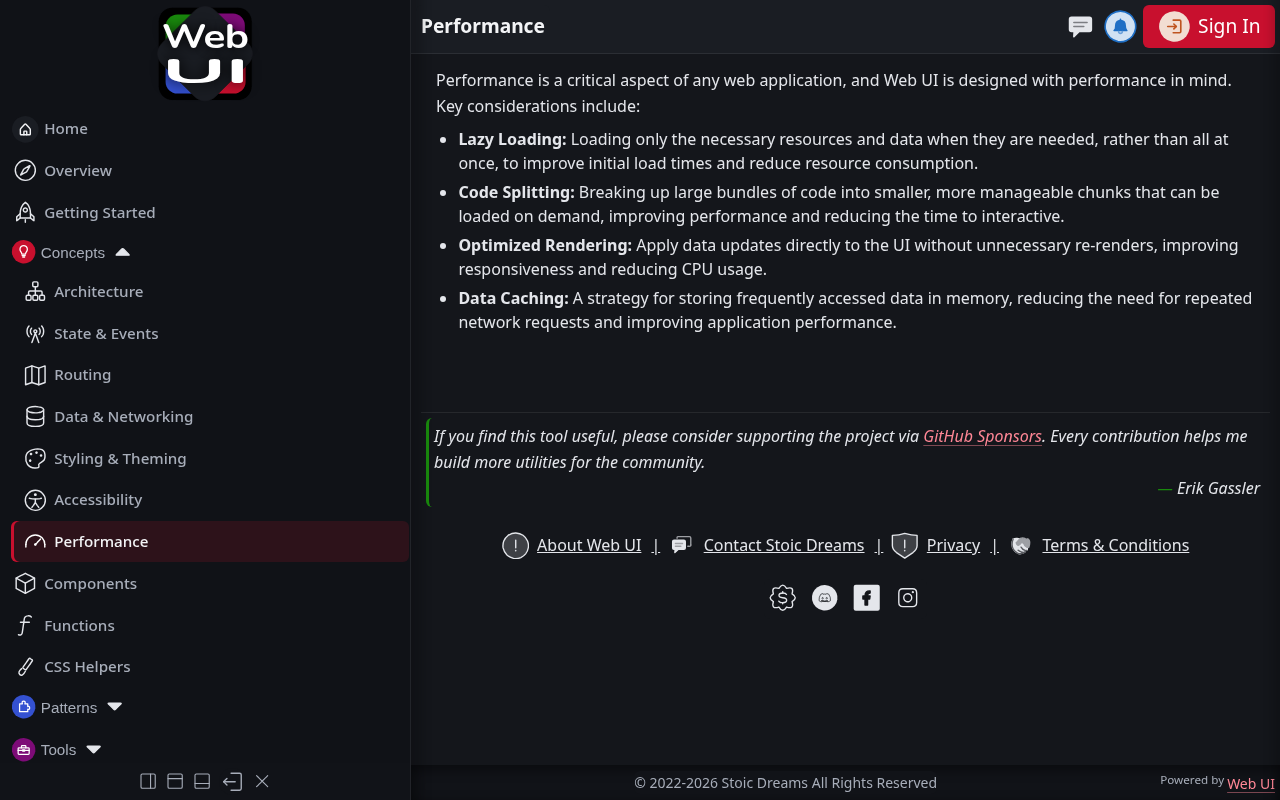 Web
UI
Home
Overview
Getting Started
Concepts
Architecture
State & Events
Routing
Data & Networking
Styling & Theming
Accessibility
Performance
Components
Functions
CSS Helpers
Patterns
Tools
Performance
Sign In
Performance is a critical aspect of any web application, and Web UI is designed with performance in mind.
Key considerations include:
• Lazy Loading: Loading only the necessary resources and data when they are needed, rather than all at
once, to improve initial load times and reduce resource consumption.
• Code Splitting: Breaking up large bundles of code into smaller, more manageable chunks that can be
loaded on demand, improving performance and reducing the time to interactive.
• Optimized Rendering: Apply data updates directly to the UI without unnecessary re-renders, improving
responsiveness and reducing CPU usage.
• Data Caching: A strategy for storing frequently accessed data in memory, reducing the need for repeated
network requests and improving application performance.
If you find this tool useful, please consider supporting the project via GitHub Sponsors. Every contribution helps me
build more utilities for the community.
— Erik Gassler
About Web UI | Contact Stoic Dreams | Privacy | Terms & Conditions
© 2022-2026 Stoic Dreams All Rights Reserved
Powered by Web UI